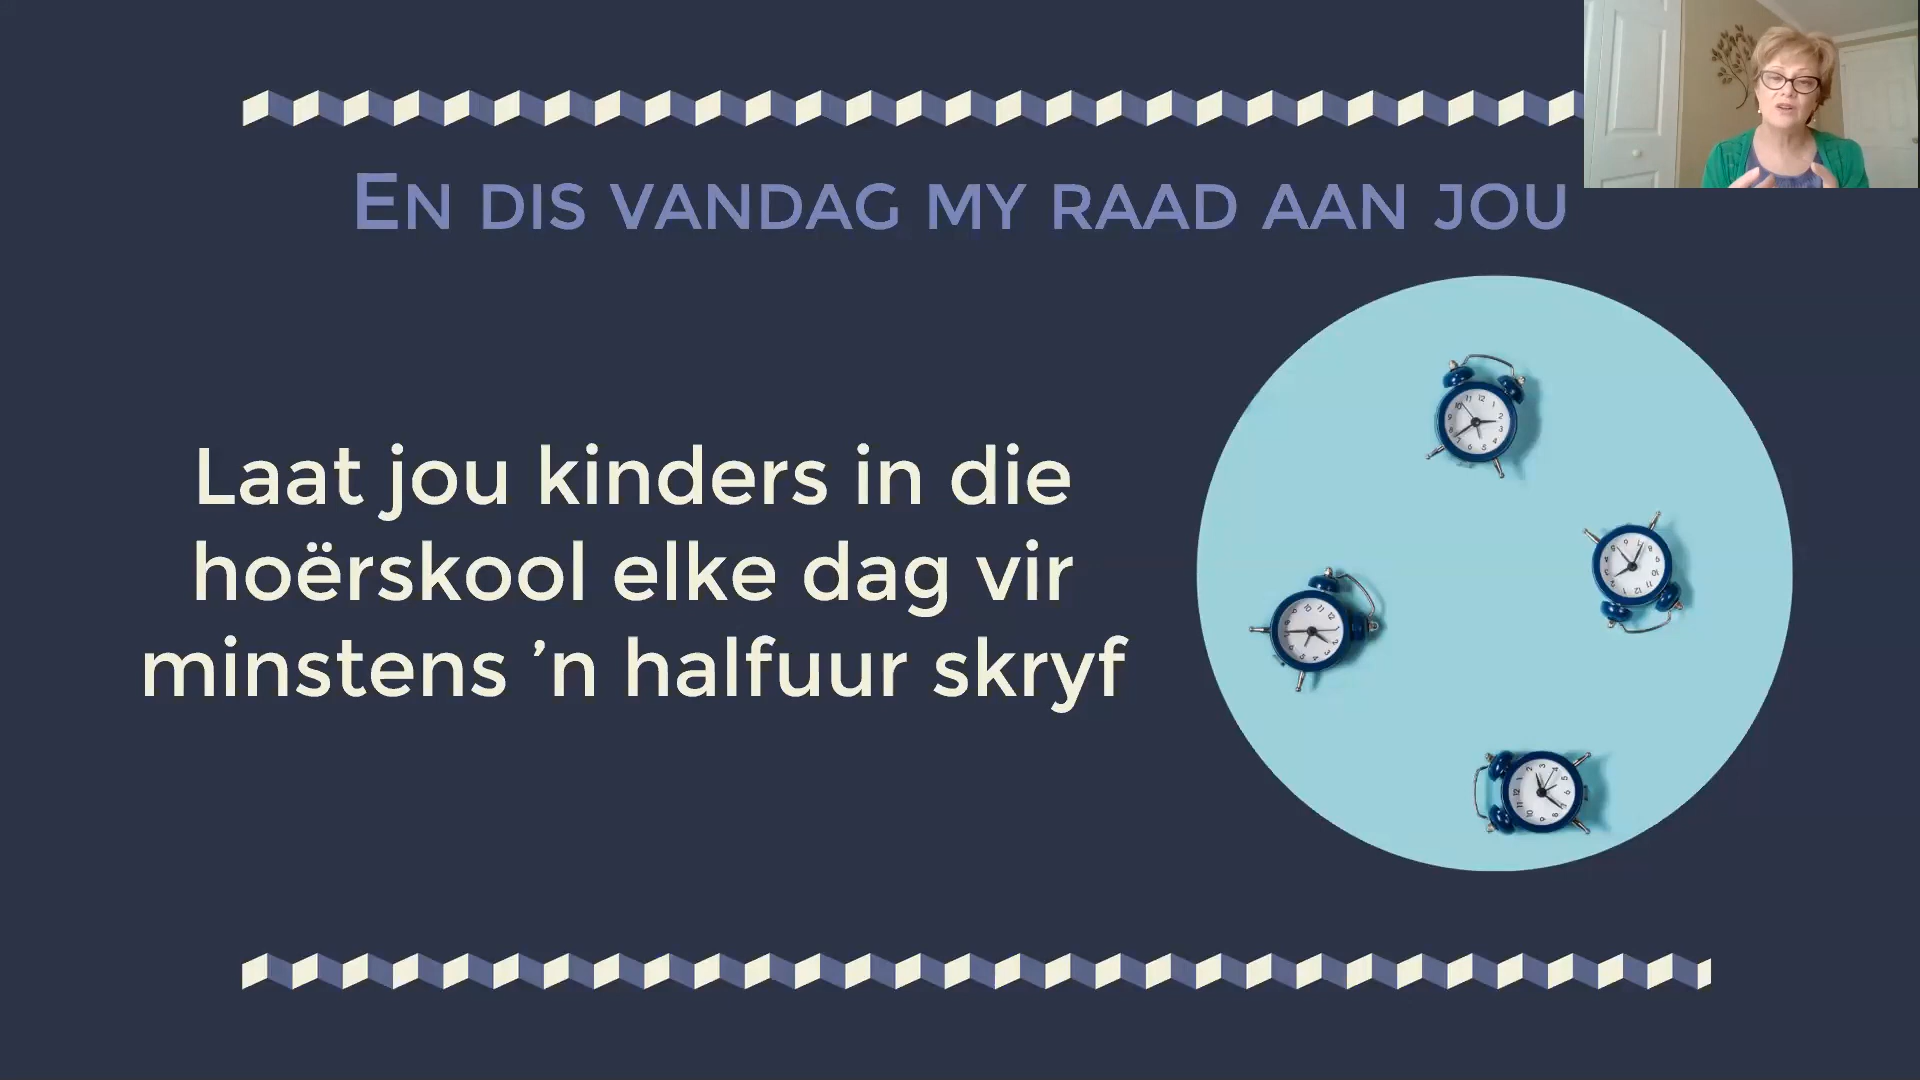 EN DIS VANDAG MY RAAD AAN JOU
Laat jou kinders in die
hoërskool elke dag vir
minstens ’n halfuur skryf